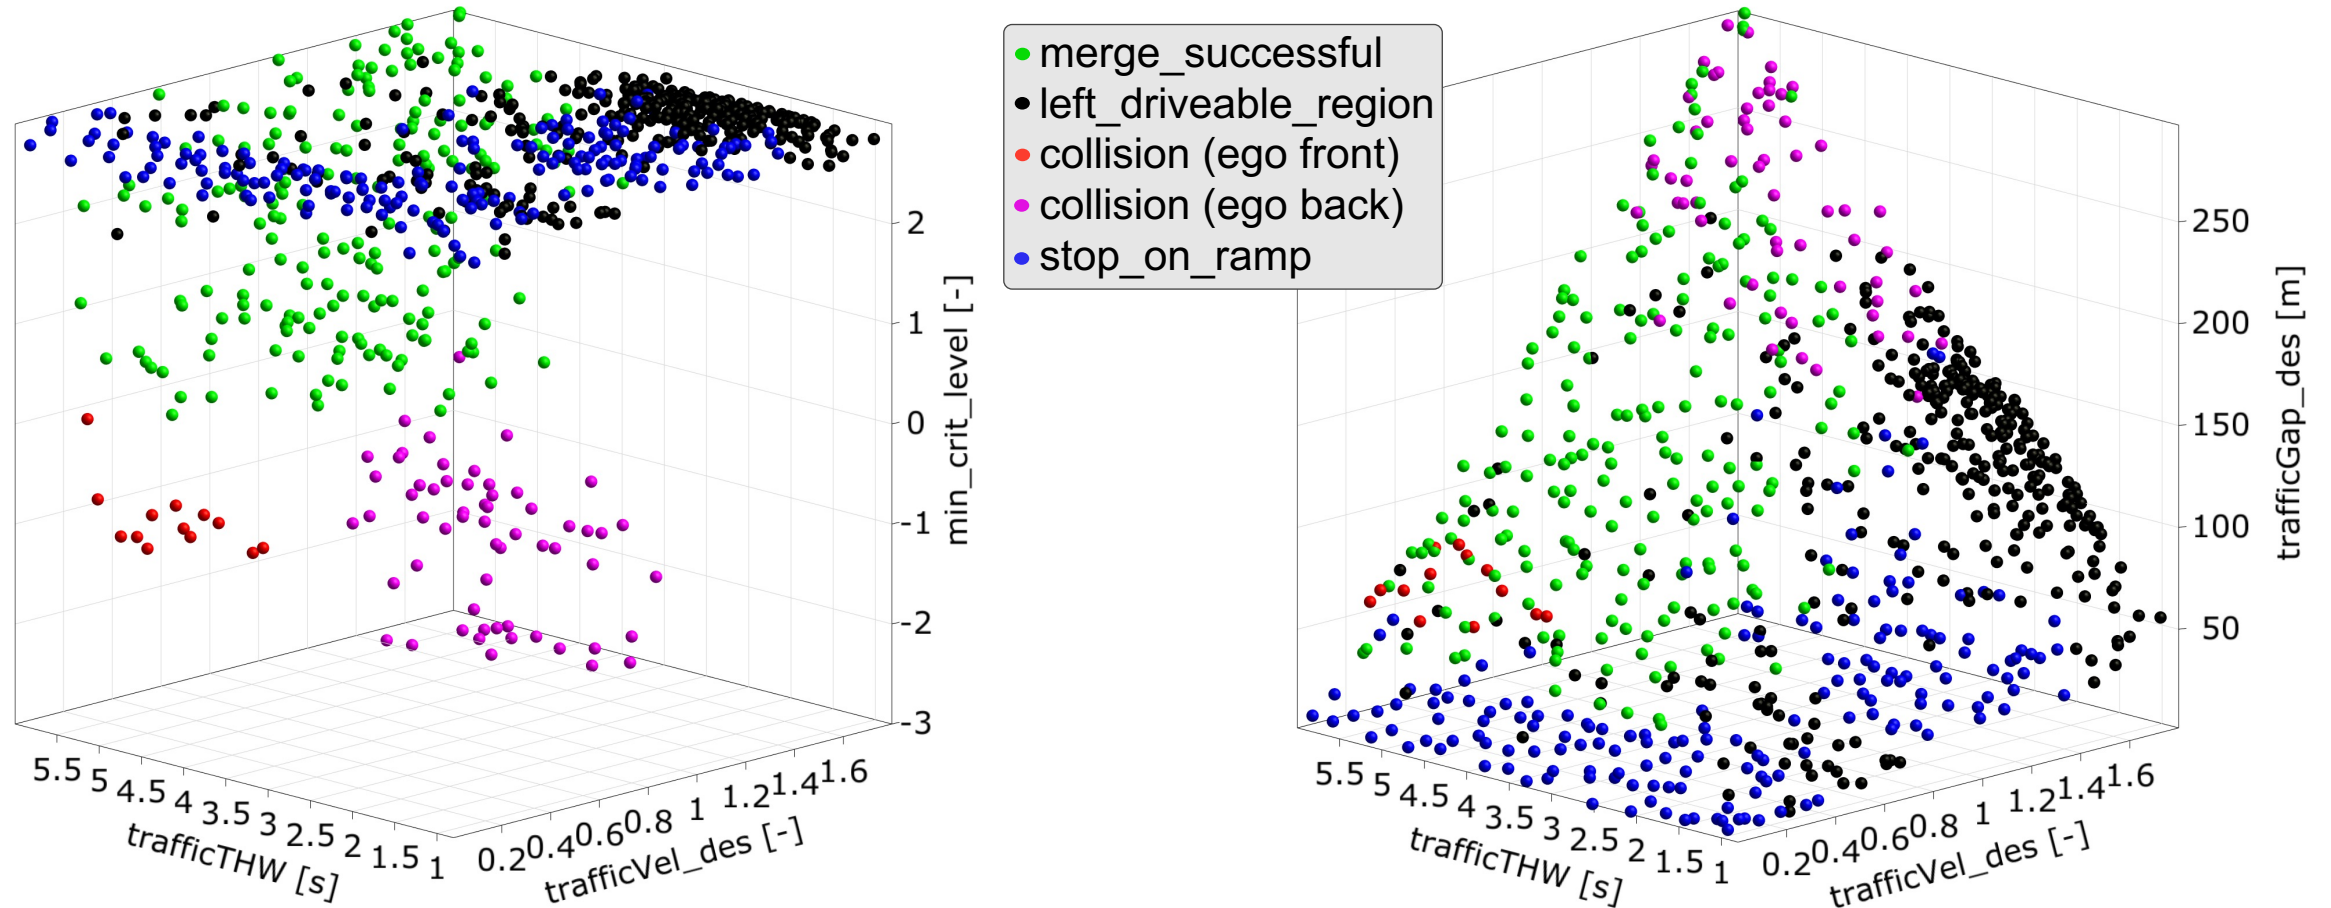 merge_successful
left_driveable_region
collision (ego front)
collision (ego back)
stop_on_ramp
2
1
0
-1
-2
-3
min_crit_level [-]
5.5 5 4.5 4 3.5 3 2.5 2 1.5 1
trafficTHW [s]
0.2 0.4 0.6 0.8 1 1.2 1.4 1.6
trafficVel_des [-]
250
200
150
100
50
trafficGap_des [m]
5.5 5 4.5 4 3.5 3 2.5 2 1.5 1
trafficTHW [s]
0.2 0.4 0.6 0.8 1 1.2 1.4 1.6
trafficVel_des [-]